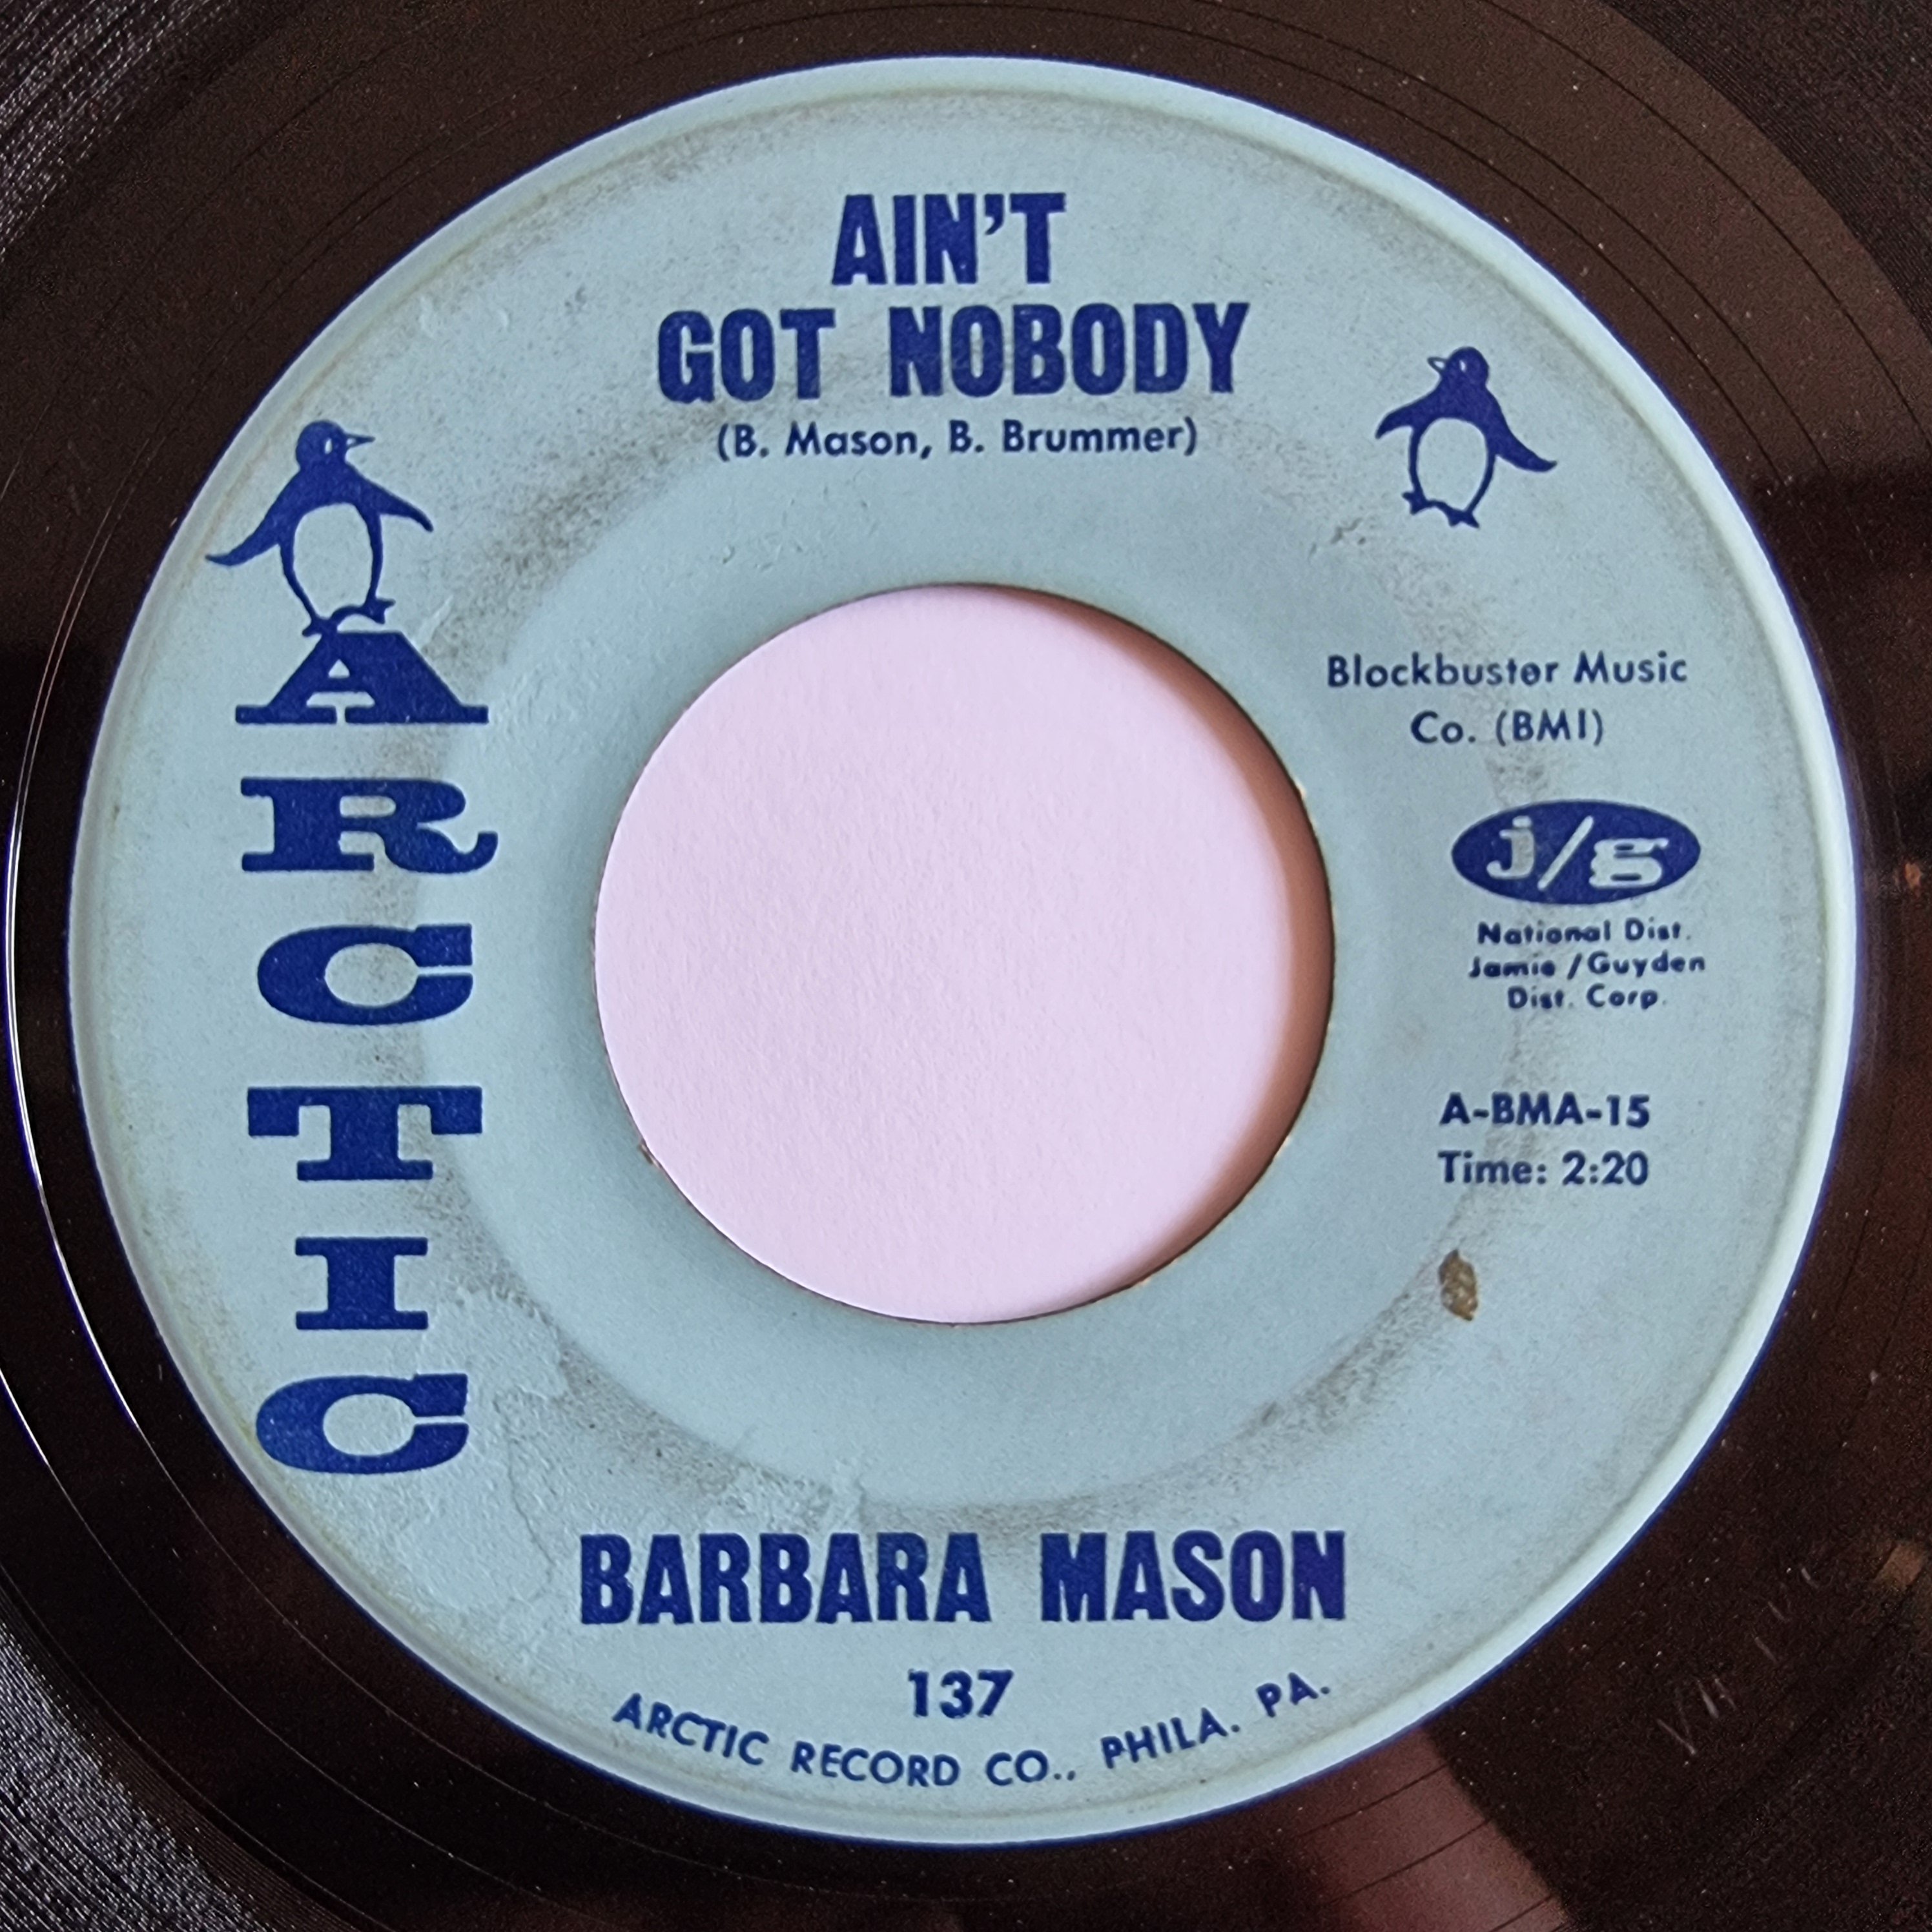 AIN'T
GOT NOBODY
(B. Mason, B. Brummer)
ARCTIC
Blockbuster Music
Co. (BMI)
j/g
National Dist.
Jamie/Guyden
Dist. Corp.
A-BMA-15
Time: 2:20
BARBARA MASON
137
ARCTIC RECORD CO., PHILA. PA.